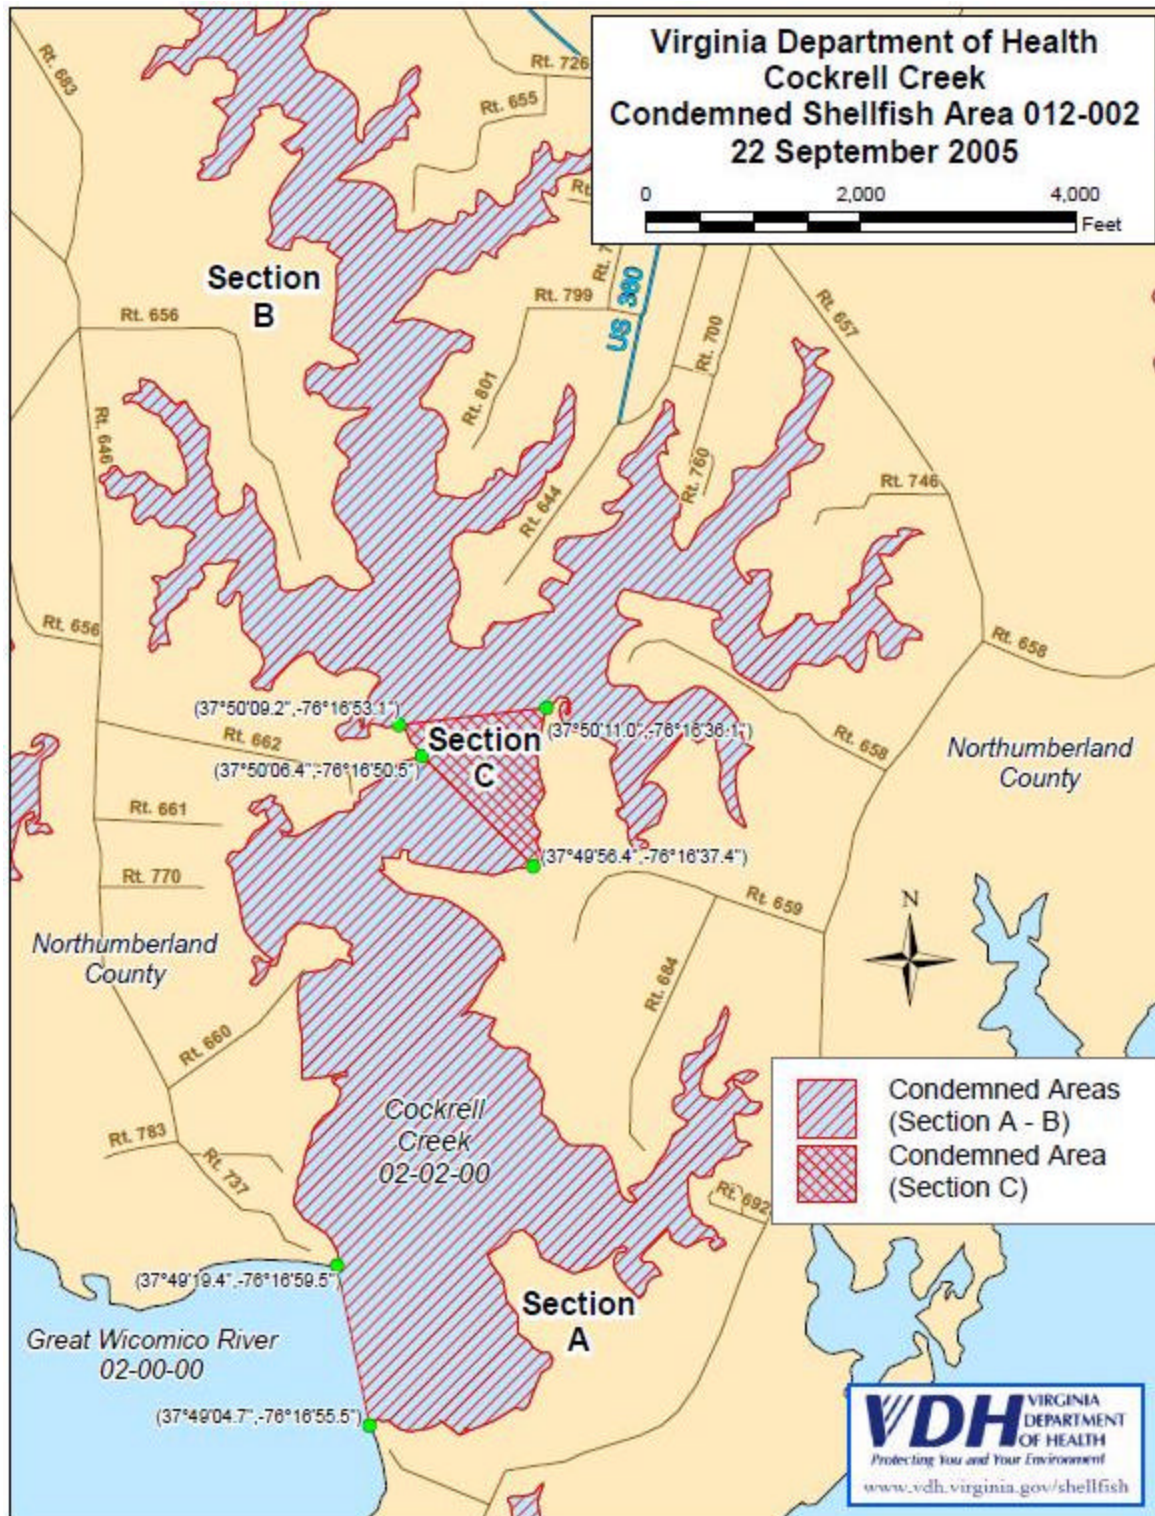 Virginia Department of Health
Cockrell Creek
Condemned Shellfish Area 012-002
22 September 2005
0 2,000 4,000
Feet
Rt. 683
Rt. 726
Rt. 655
Rt.
Rt. 7
Section
B
Rt. 656
Rt. 799
US 360
Rt. 700
Rt. 657
Rt. 801
Rt. 646
Rt. 760
Rt. 746
Rt. 644
Rt. 656
Rt. 658
(37°50'09.2",-76°16'53.1")
(37°50'11.0",-76°16'36.1")
Rt. 662
Section
C
Rt. 658
Northumberland
County
(37°50'06.4",-76°16'50.5")
Rt. 661
(37°49'56.4",-76°16'37.4")
Rt. 770
Rt. 659
N
Northumberland
County
Rt. 684
Rt. 660
Cockrell
Creek
02-02-00
Condemned Areas
(Section A - B)
Condemned Area
(Section C)
Rt. 783
Rt. 737
Rt. 692
(37°49'19.4",-76°16'59.5")
Section
A
Great Wicomico River
02-00-00
(37°49'04.7",-76°16'55.5")
VDH VIRGINIA
DEPARTMENT
OF HEALTH
Protecting You and Your Environment
www.vdh.virginia.gov/shellfish